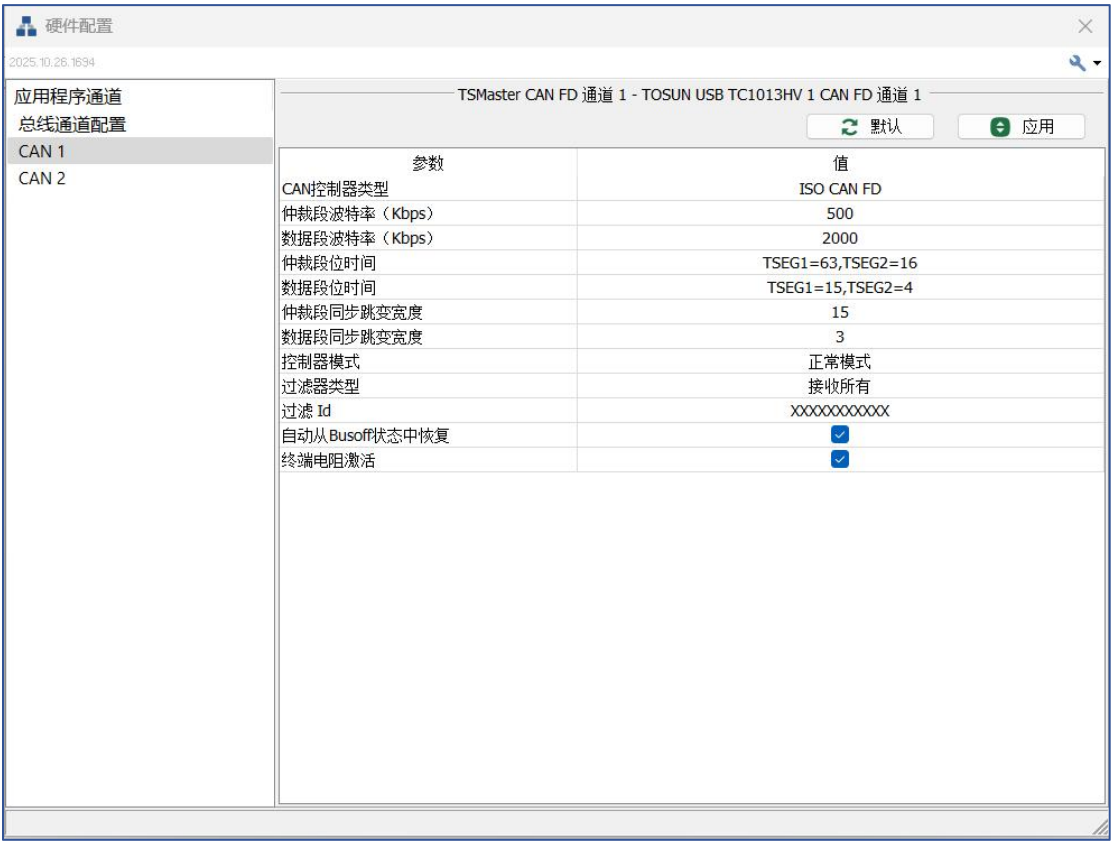 硬件配置
2025.10.26.1694
应用程序通道
总线通道配置
CAN 1
CAN 2
TSMaster CAN FD 通道 1 - TOSUN USB TC1013HV 1 CAN FD 通道 1
默认 应用
参数 值
CAN控制器类型 ISO CAN FD
仲裁段波特率（Kbps） 500
数据段波特率（Kbps） 2000
仲裁段位时间 TSEG1=63,TSEG2=16
数据段位时间 TSEG1=15,TSEG2=4
仲裁段同步跳变宽度 15
数据段同步跳变宽度 3
控制器模式 正常模式
过滤器类型 接收所有
过滤 Id XXXXXXXXXXX
自动从Busoff状态中恢复
终端电阻激活